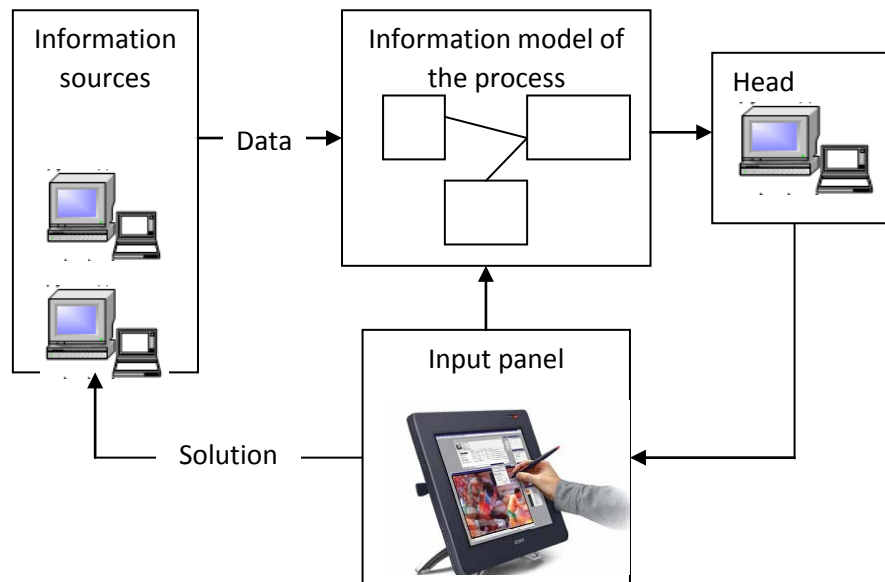 Information
sources
Data
Information model of
the process
Head
Input panel
Solution